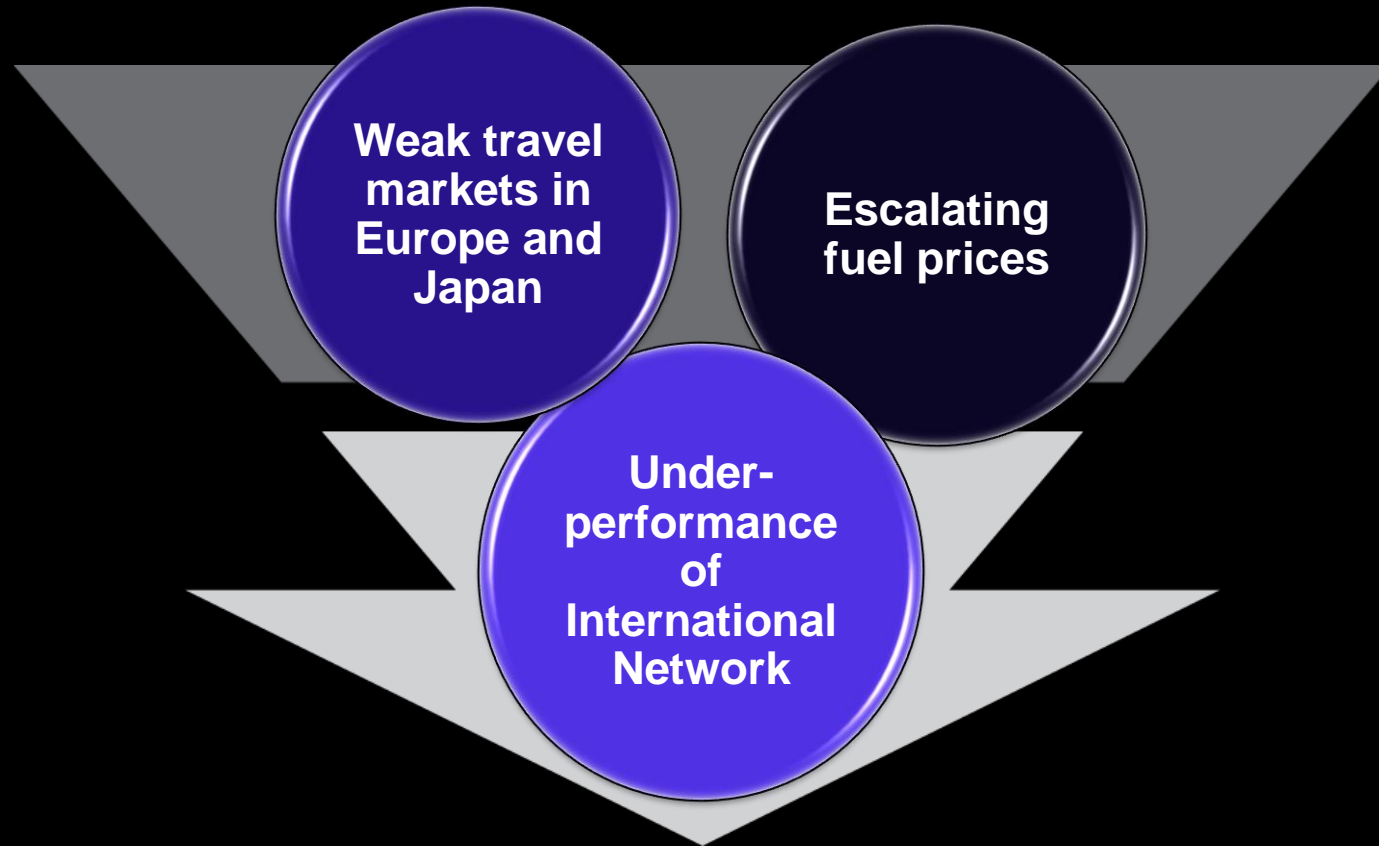 Weak travel
markets in
Europe and
Japan
Escalating
fuel prices
Under-
performance
of
International
Network